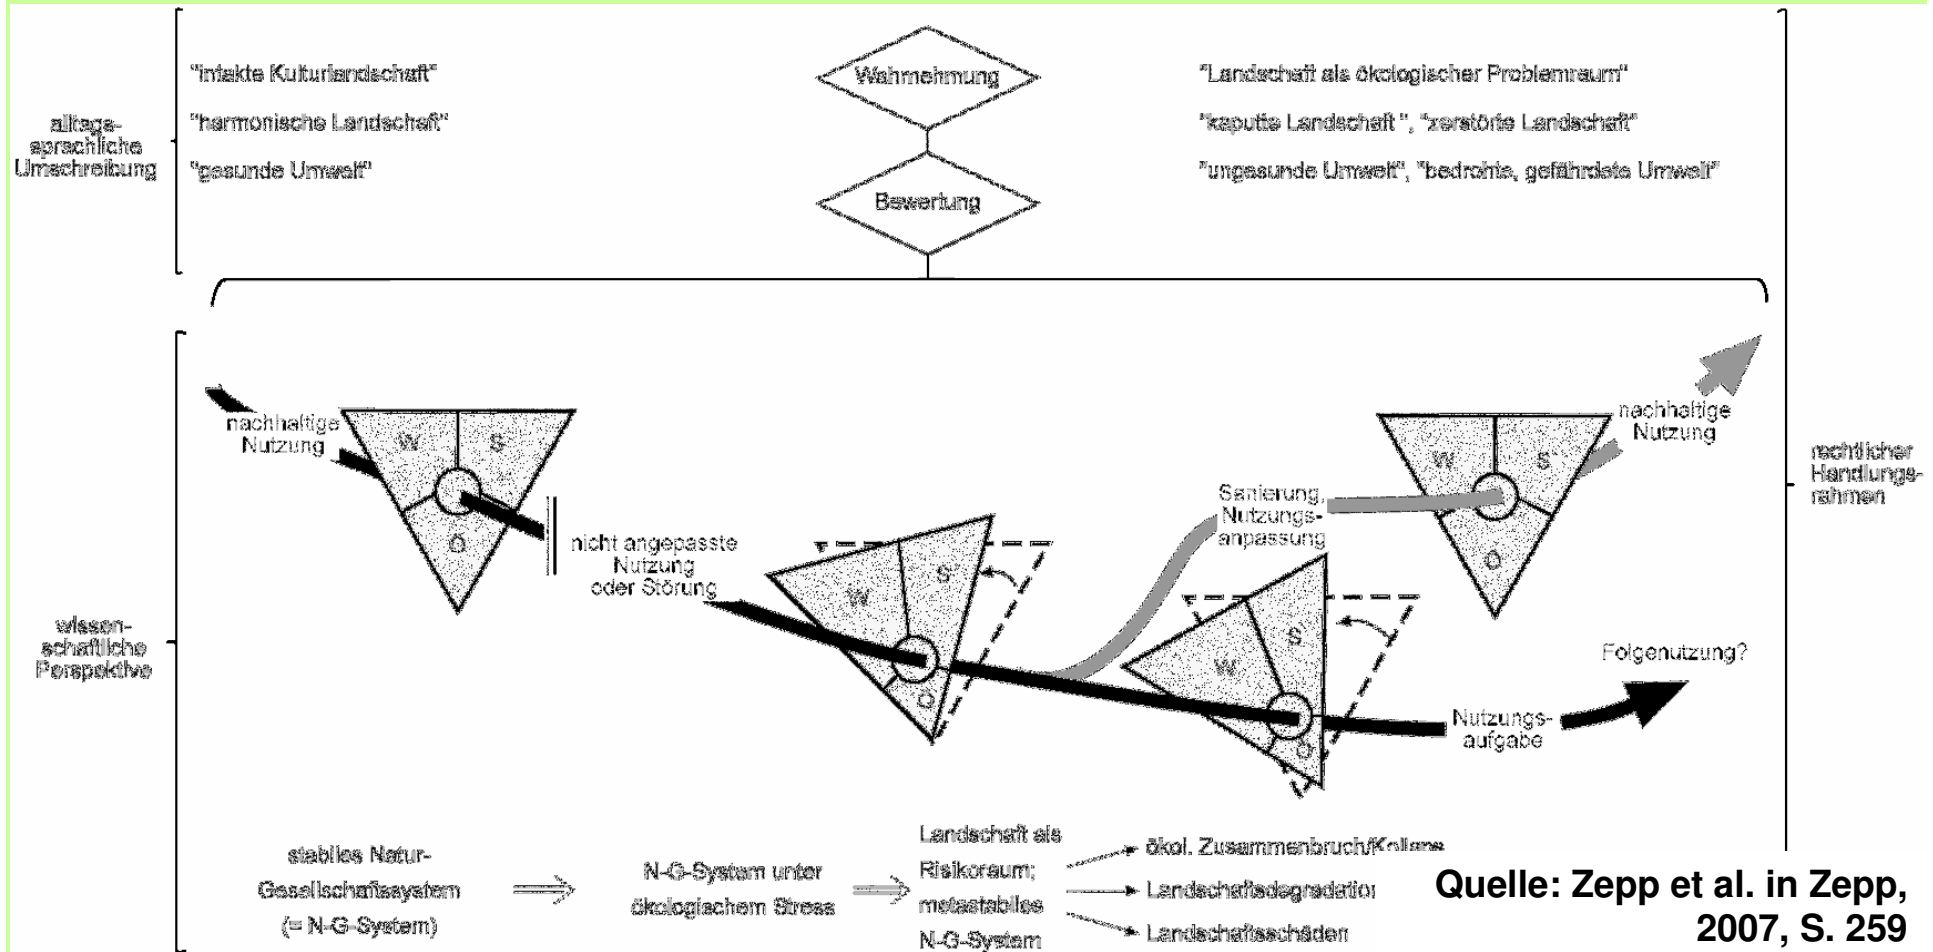 alltags-
sprachliche
Umschreibung
"intakte Kulturlandschaft"
"harmonische Landschaft"
"gesunde Umwelt"
Wahrnehmung
Bewertung
"Landschaft als ökologischer Problemraum"
"kaputte Landschaft", "zerstörte Landschaft"
"ungesunde Umwelt", "bedrohte, gefährdete Umwelt"
rechtlicher
Handlungs-
rahmen
wissen-
schaftliche
Perspektive
nachhaltige
Nutzung
W
S
Ö
nicht angepasste
Nutzung
oder Störung
W
S
Ö
Sanierung,
Nutzungs-
anpassung
W
S
Ö
W
S
Ö
nachhaltige
Nutzung
Folgenutzung?
Nutzungs-
aufgabe
stabiles Natur-
Gesellschaftssystem
(= N-G-System)
N-G-System unter
ökologischem Stress
Landschaft als
Risikoraum;
metastabiles
N-G-System
ökol. Zusammenbruch/Kollaps
Landschaftsdegradation
Landschaftsschäden
Quelle: Zepp et al. in Zepp,
2007, S. 259